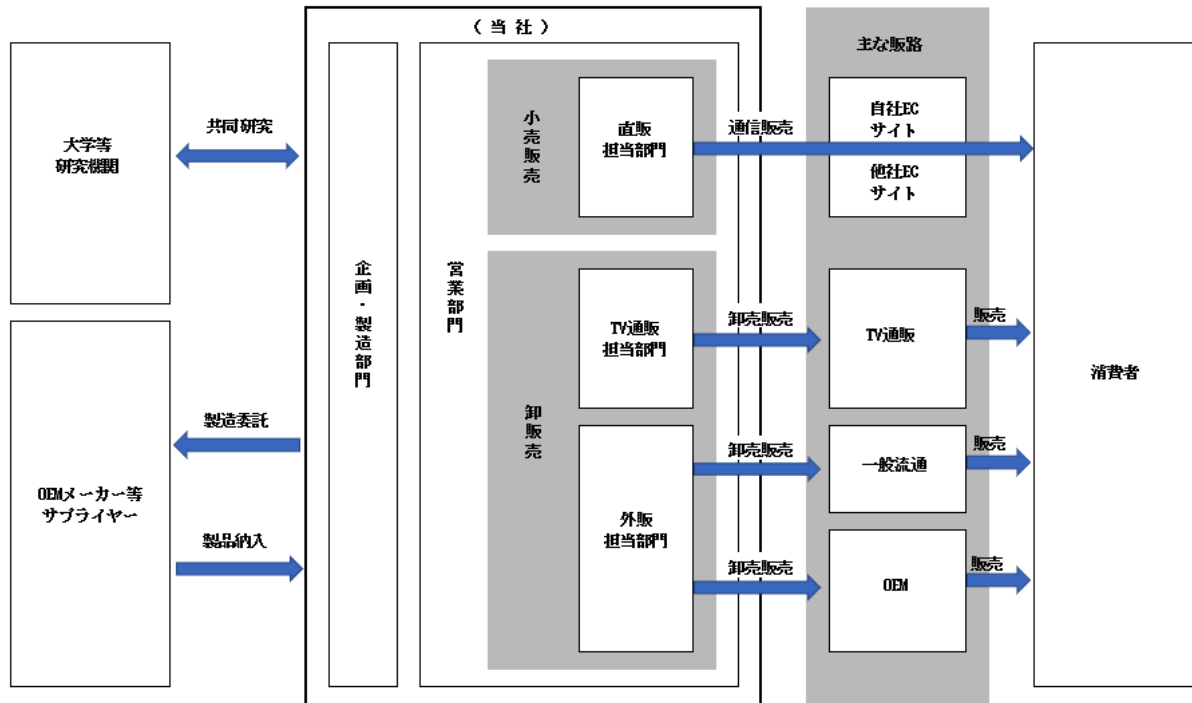 （当社）
大学等
研究機関
共同研究
OEMメーカー等
サプライヤー
製造委託
製品納入
企画・製造部門
営業部門
小売販売
直販
担当部門
卸販売
TV通販
担当部門
外販
担当部門
通信販売
卸売販売
卸売販売
卸売販売
主な販路
自社EC
サイト
他社EC
サイト
TV通販
一般流通
OEM
販売
販売
販売
消費者